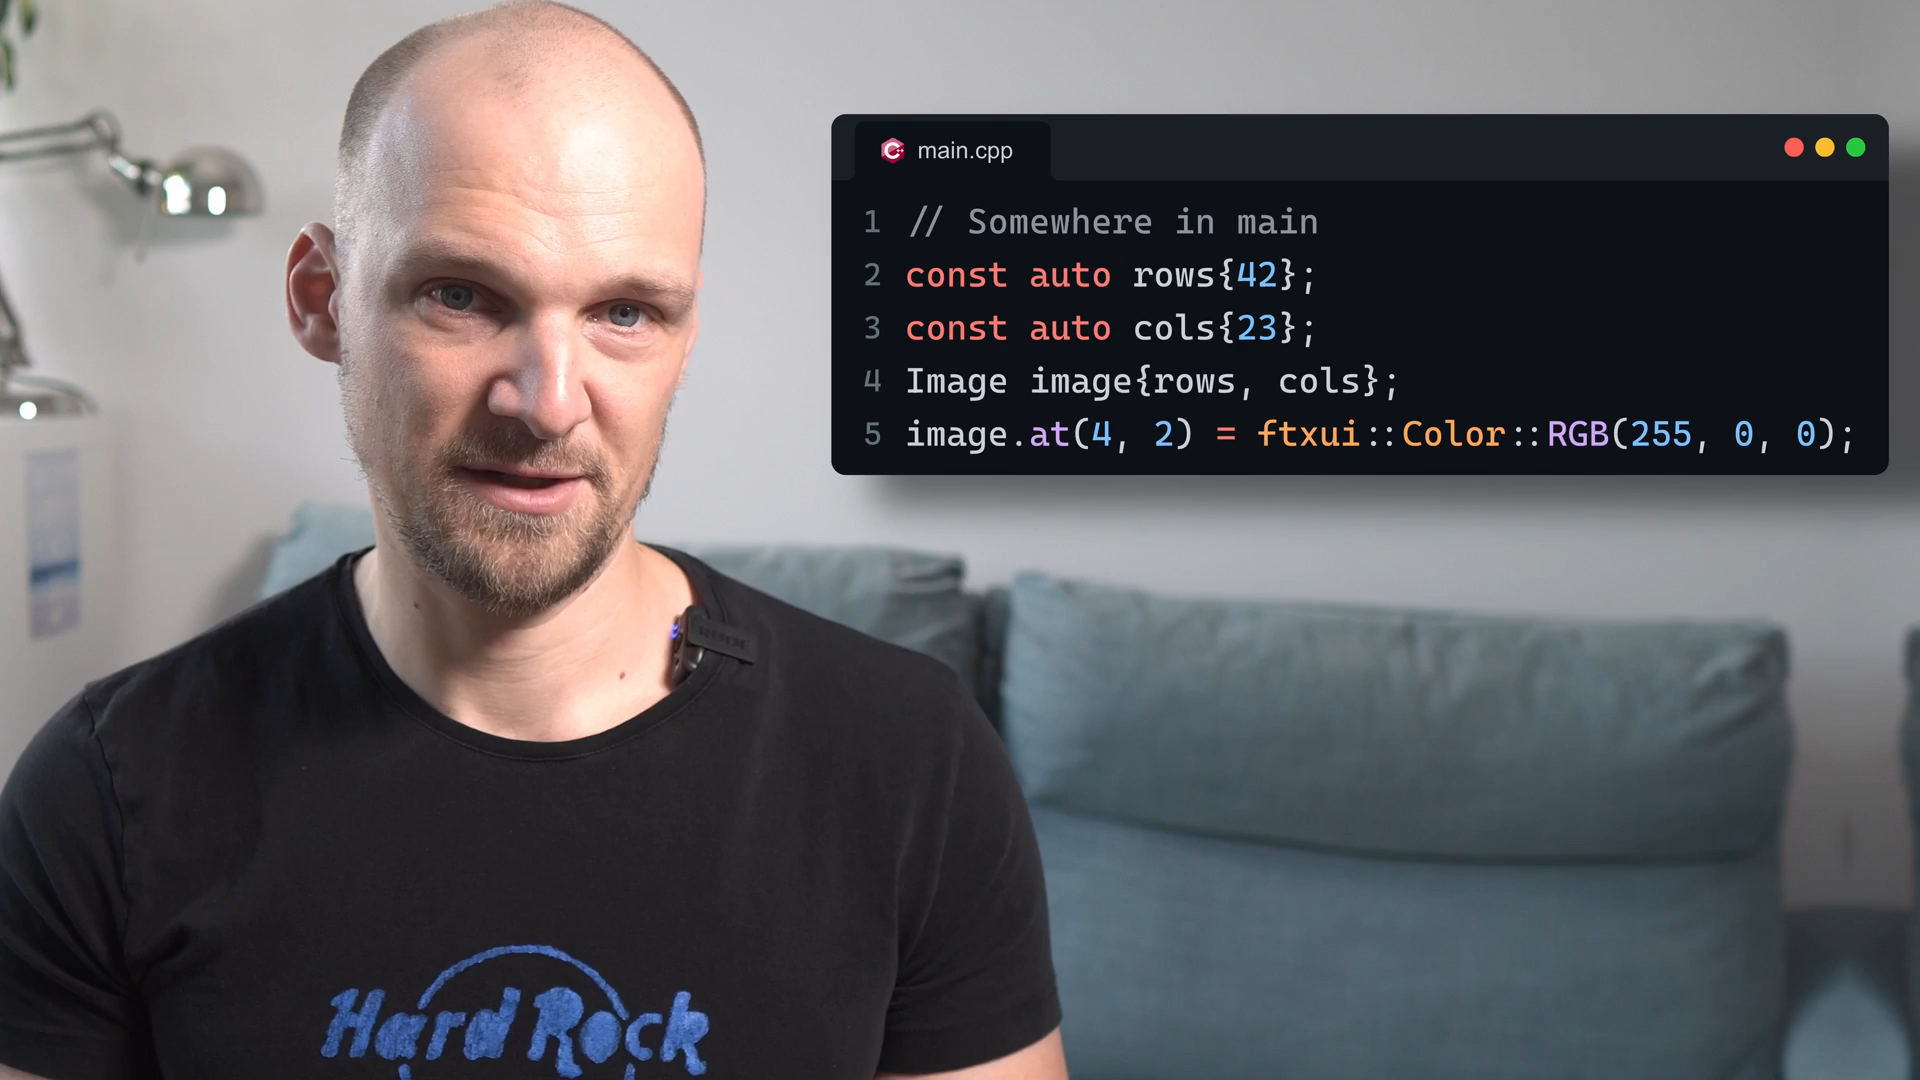 main.cpp
1 // Somewhere in main
2 const auto rows{42};
3 const auto cols{23};
4 Image image{rows, cols};
5 image.at(4, 2) = ftxui::Color::RGB(255, 0, 0);
RODE
Hard Rock